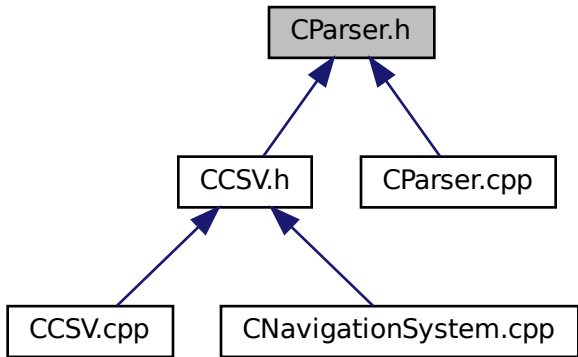 CParser.h
CCSV.h
CParser.cpp
CCSV.cpp
CNavigationSystem.cpp